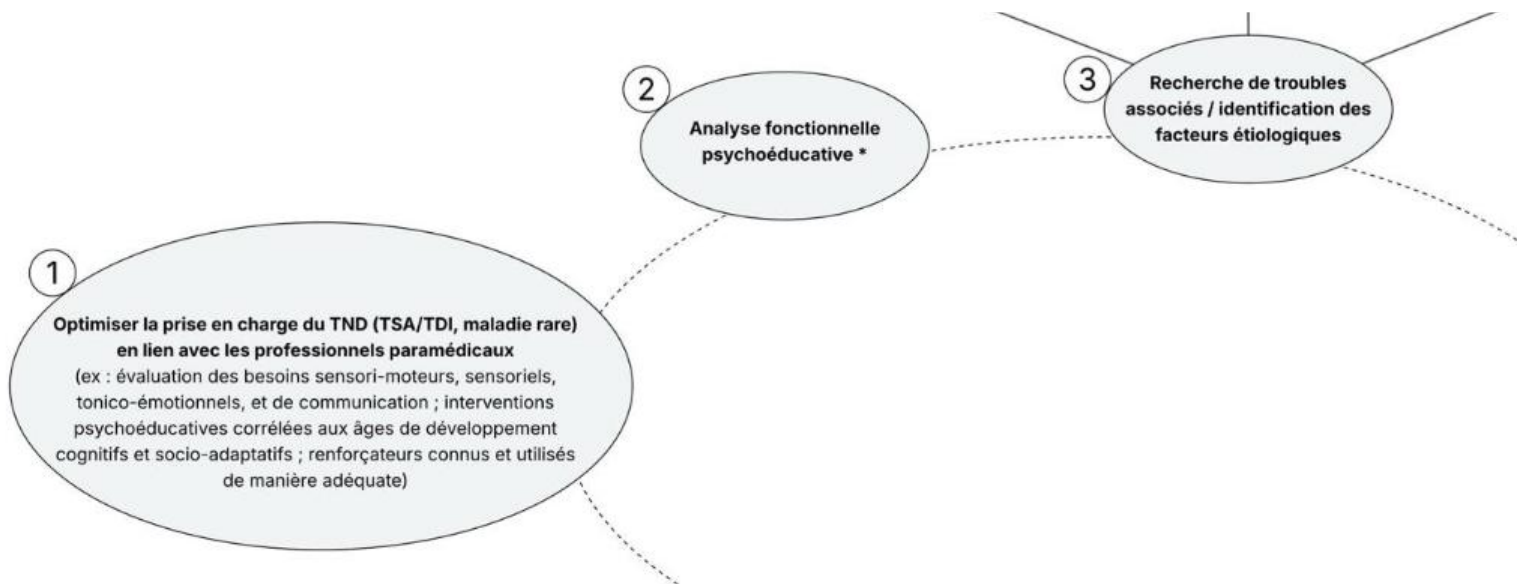 1
Optimiser la prise en charge du TND (TSA/TDI, maladie rare)
en lien avec les professionnels paramédicaux
(ex : évaluation des besoins sensori-moteurs, sensoriels,
tonico-émotionnels, et de communication ; interventions
psychoéducatives corrélées aux âges de développement
cognitifs et socio-adaptatifs ; renforçateurs connus et utilisés
de manière adéquate)
2
Analyse fonctionnelle
psychoéducative *
3
Recherche de troubles
associés / identification des
facteurs étiologiques